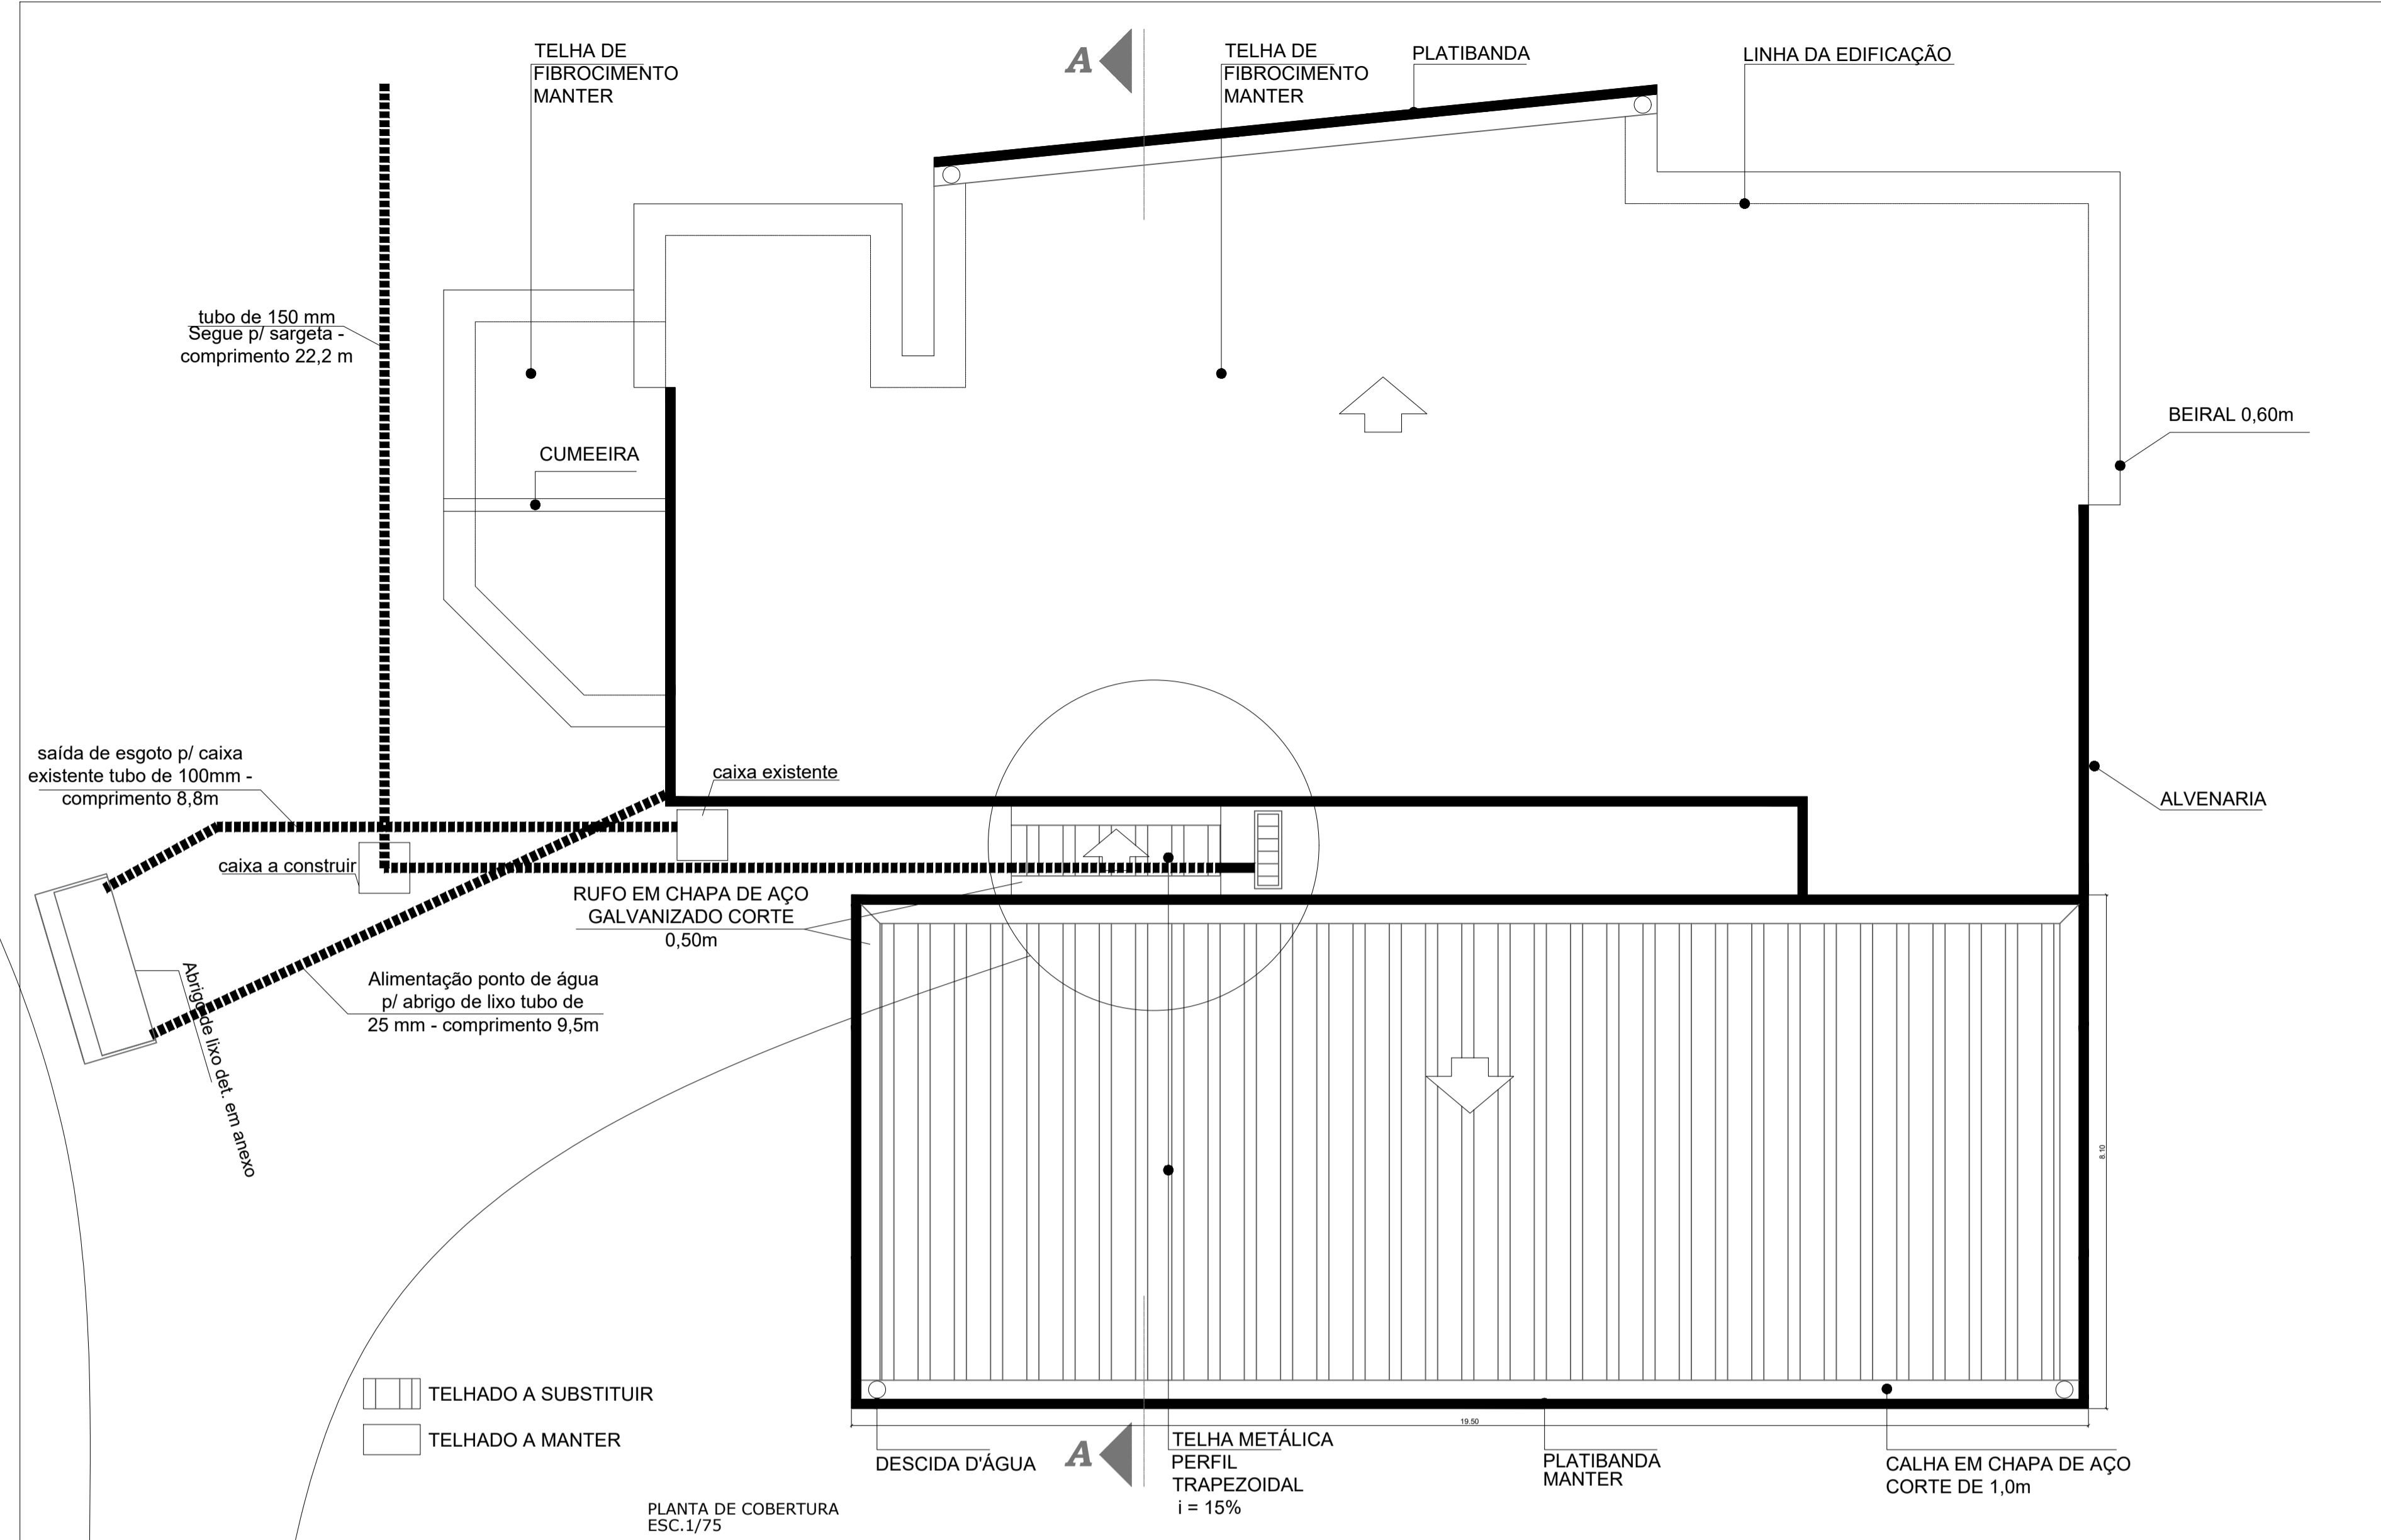 TELHA DE
FIBROCIMENTO
MANTER
A
TELHA DE
FIBROCIMENTO
MANTER
PLATIBANDA
LINHA DA EDIFICAÇÃO
tubo de 150 mm
Segue p/ sargeta -
comprimento 22,2 m
CUMEEIRA
BEIRAL 0,60m
saída de esgoto p/ caixa
existente tubo de 100mm -
comprimento 8,8m
caixa existente
ALVENARIA
caixa a construir
RUFO EM CHAPA DE AÇO
GALVANIZADO CORTE
0,50m
Alimentação ponto de água
p/ abrigo de lixo tubo de
25 mm - comprimento 9,5m
Abrigo de lixo det. em anexo
8.10
TELHADO A SUBSTITUIR
TELHADO A MANTER
19.50
DESCIDA D'ÁGUA
A
TELHA METÁLICA
PERFIL
TRAPEZOIDAL
i = 15%
PLATIBANDA
MANTER
CALHA EM CHAPA DE AÇO
CORTE DE 1,0m
PLANTA DE COBERTURA
ESC.1/75